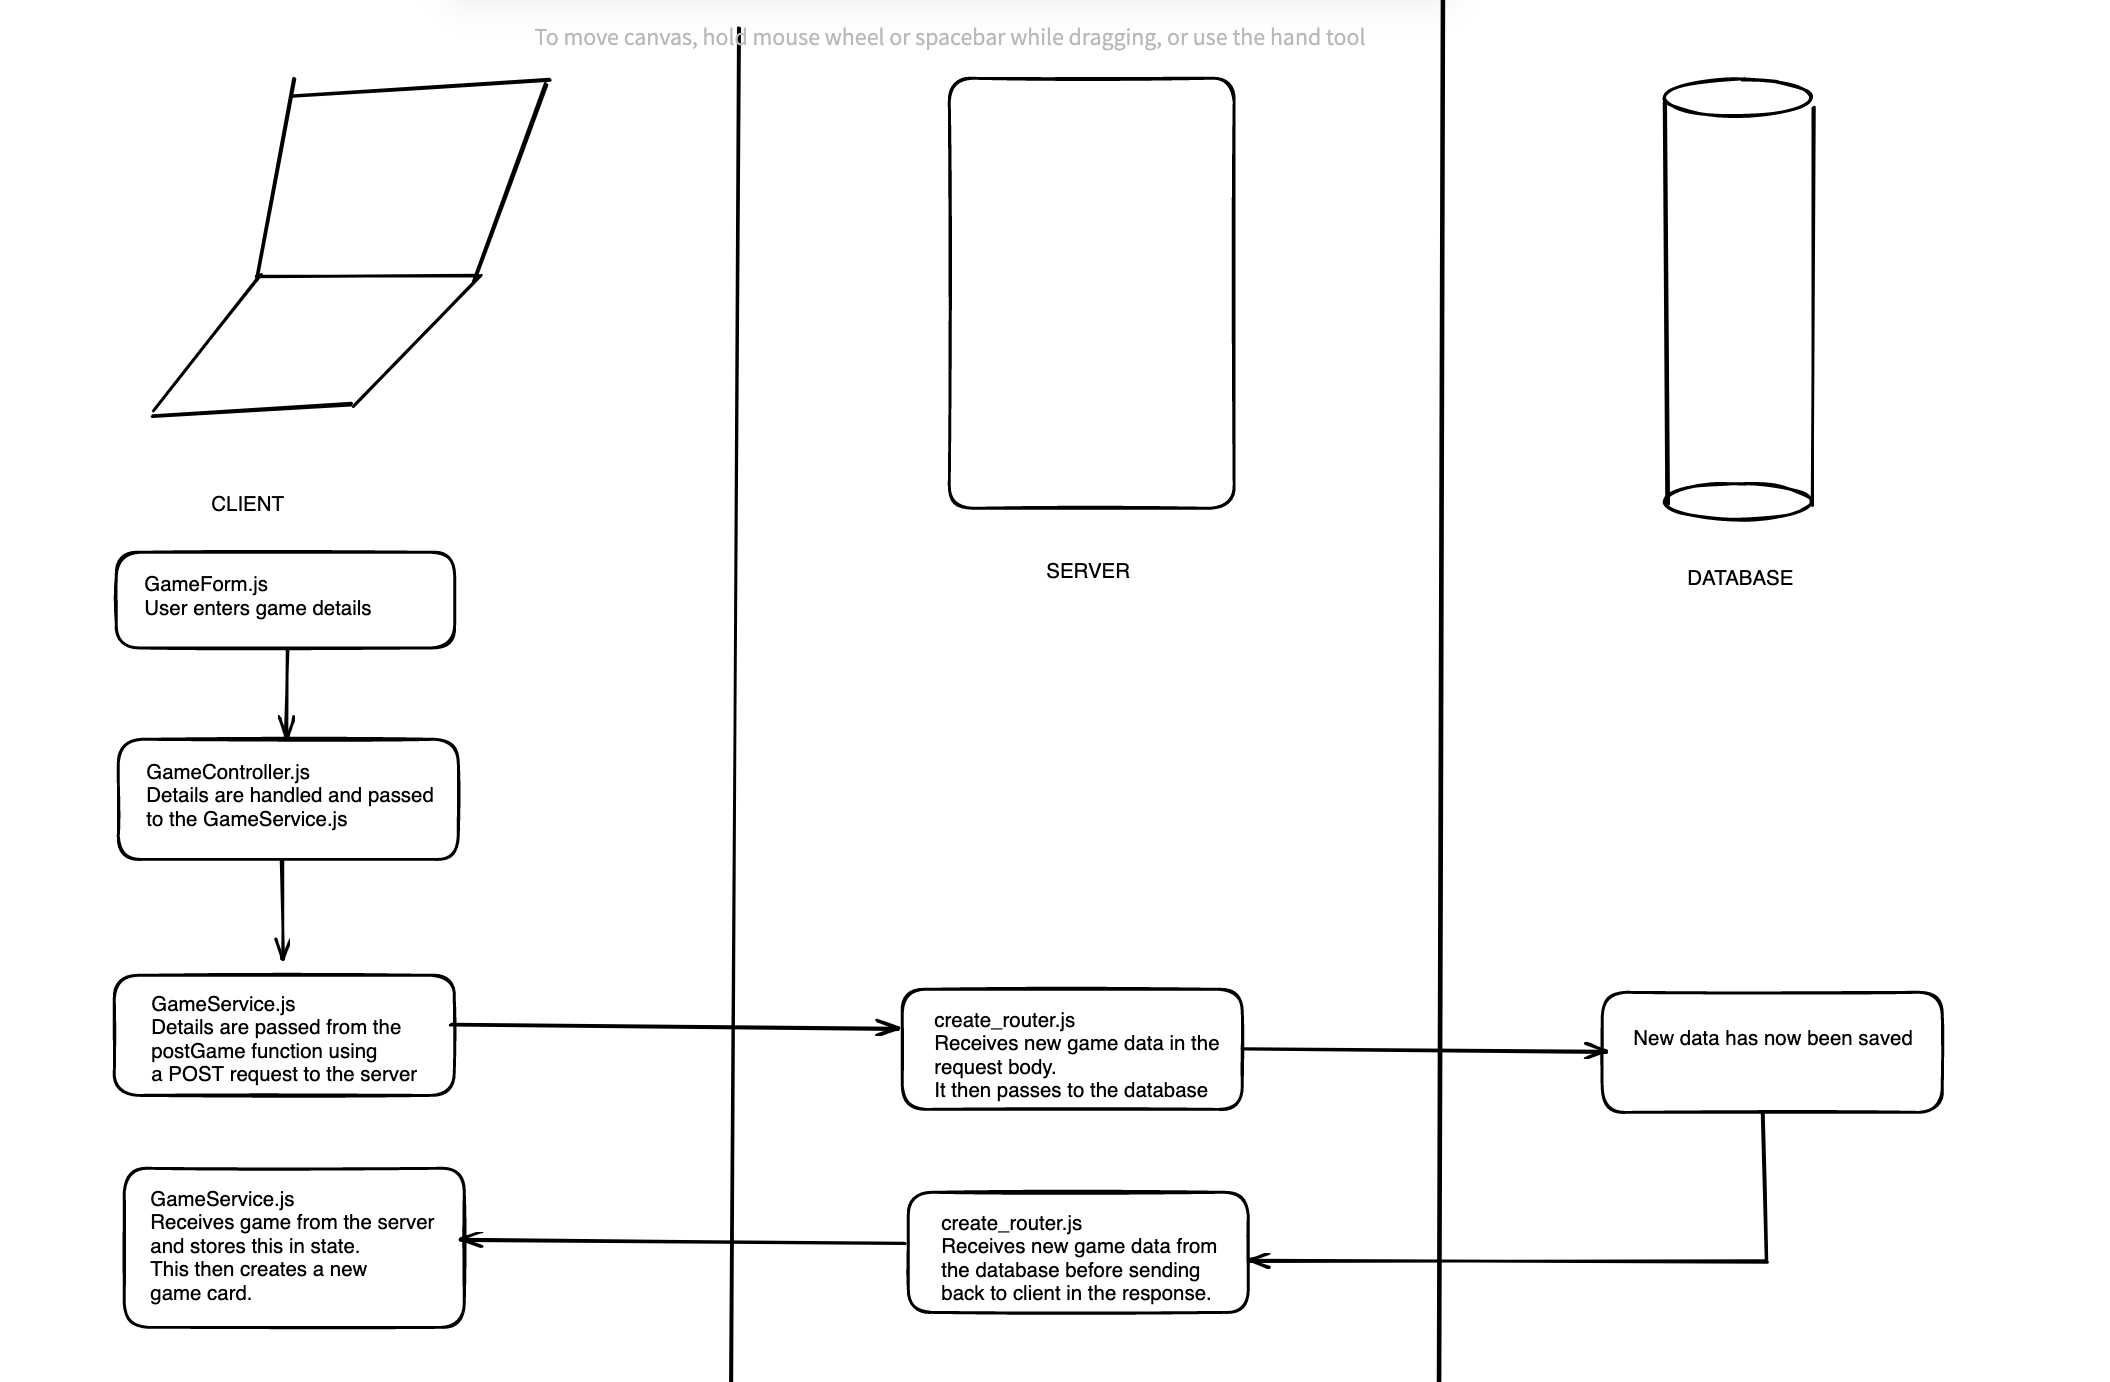 To move canvas, hold mouse wheel or spacebar while dragging, or use the hand tool
CLIENT
SERVER
DATABASE
GameForm.js
User enters game details
GameController.js
Details are handled and passed
to the GameService.js
GameService.js
Details are passed from the
postGame function using
a POST request to the server
create_router.js
Receives new game data in the
request body.
It then passes to the database
New data has now been saved
GameService.js
Receives game from the server
and stores this in state.
This then creates a new
game card.
create_router.js
Receives new game data from
the database before sending
back to client in the response.